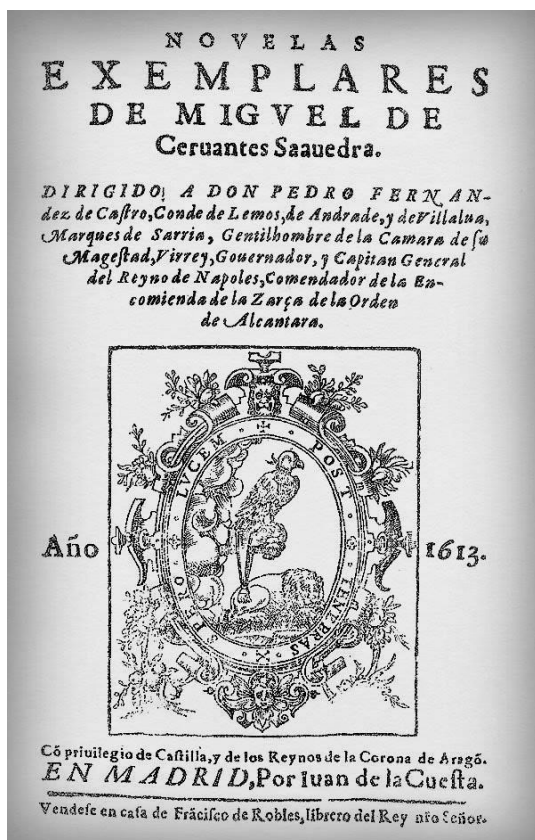 NOVELAS
EXEMPLARES
DE MIGVEL DE
Ceruantes Saauedra.
DIRIGIDO A DON PEDRO FERNAN-
dez de Caſtro, Conde de Lemos, de Andrade, y de Villalua,
Marques de Sarria, Gentilhombre de la Camara de ſu
Mageſtad, Virrey, Gouernador, y Capitan General
del Reyno de Napoles, Comendador de la En-
comienda de la Zarça de la Orden
de Alcantara.
POST TENEBRAS SPERO LVCEM
Año 1613.
Cõ priuilegio de Caſtilla, y de los Reynos de la Corona de Aragõ.
EN MADRID, Por Iuan de la Cueſta.
Vendeſe en caſa de Frãciſco de Robles, librero del Rey nr̃o Señor.